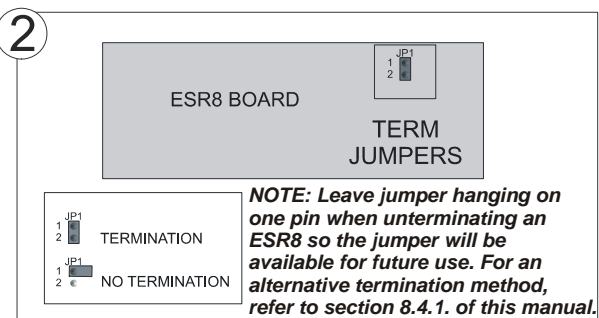 2
JP1
1
2
ESR8 BOARD
TERM
JUMPERS
JP1
1
2 TERMINATION
JP1
1
2 NO TERMINATION
NOTE: Leave jumper hanging on
one pin when unterminating an
ESR8 so the jumper will be
available for future use. For an
alternative termination method,
refer to section 8.4.1. of this manual.